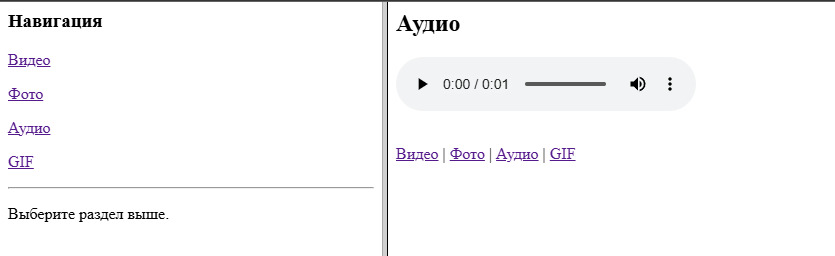 Навигация
Видео
Фото
Аудио
GIF
Выберите раздел выше.
Аудио
0:00 / 0:01
Видео | Фото | Аудио | GIF